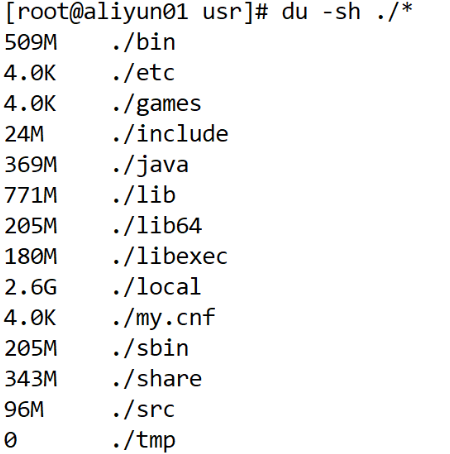 [root@aliyun01 usr]# du -sh ./*
509M    ./bin
4.0K    ./etc
4.0K    ./games
24M     ./include
369M    ./java
771M    ./lib
205M    ./lib64
180M    ./libexec
2.6G    ./local
4.0K    ./my.cnf
205M    ./sbin
343M    ./share
96M     ./src
0       ./tmp